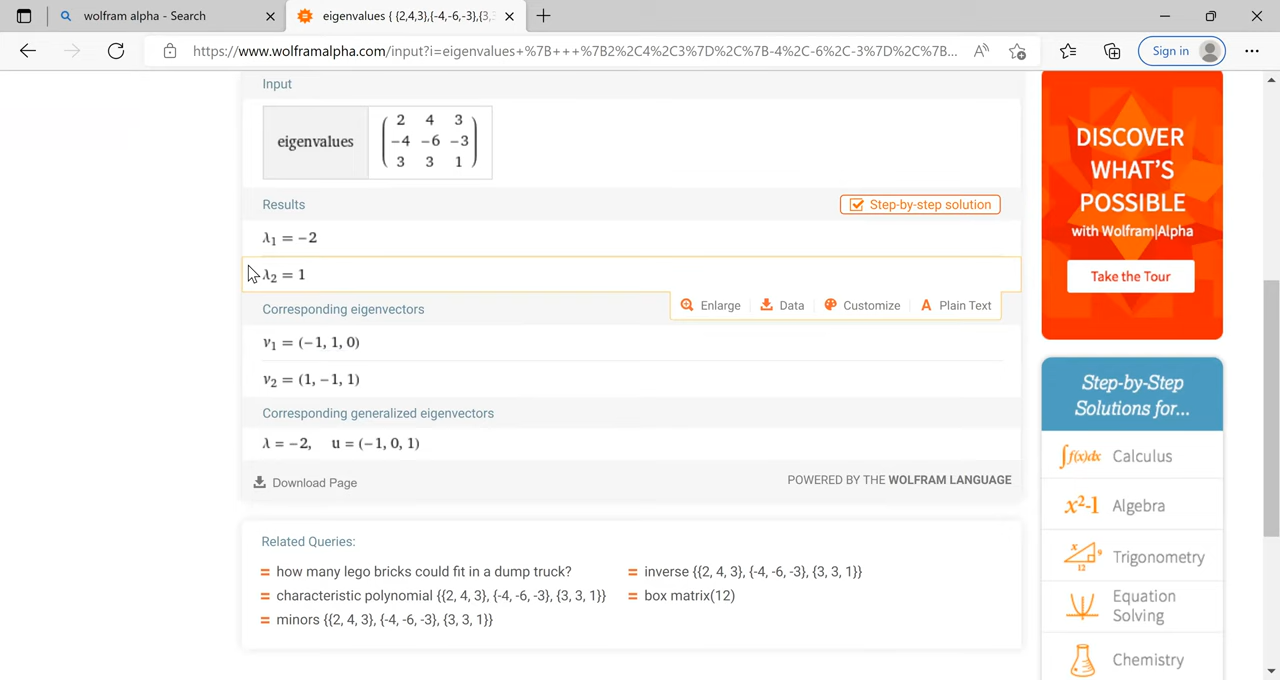 wolfram alpha - Search
eigenvalues { {2,4,3},{-4,-6,-3},{3,
https://www.wolframalpha.com/input?i=eigenvalues+%7B+++%7B2%2C4%2C3%7D%2C%7B-4%2C-6%2C-3%7D%2C%7B...
A
Sign in
Input
eigenvalues
2 4 3
-4 -6 -3
3 3 1
Results
Step-by-step solution
λ1 = -2
λ2 = 1
Enlarge
Data
Customize
A Plain Text
Corresponding eigenvectors
v1 = (-1, 1, 0)
v2 = (1, -1, 1)
Corresponding generalized eigenvectors
λ = -2, u = (-1, 0, 1)
Download Page
POWERED BY THE WOLFRAM LANGUAGE
Related Queries:
= how many lego bricks could fit in a dump truck?
= characteristic polynomial {{2, 4, 3}, {-4, -6, -3}, {3, 3, 1}}
= minors {{2, 4, 3}, {-4, -6, -3}, {3, 3, 1}}
= inverse {{2, 4, 3}, {-4, -6, -3}, {3, 3, 1}}
= box matrix(12)
DISCOVER
WHAT'S
POSSIBLE
with Wolfram|Alpha
Take the Tour
Step-by-Step
Solutions for...
∫f(x)dx Calculus
x²-1 Algebra
12 9 Trigonometry
Equation
Solving
Chemistry